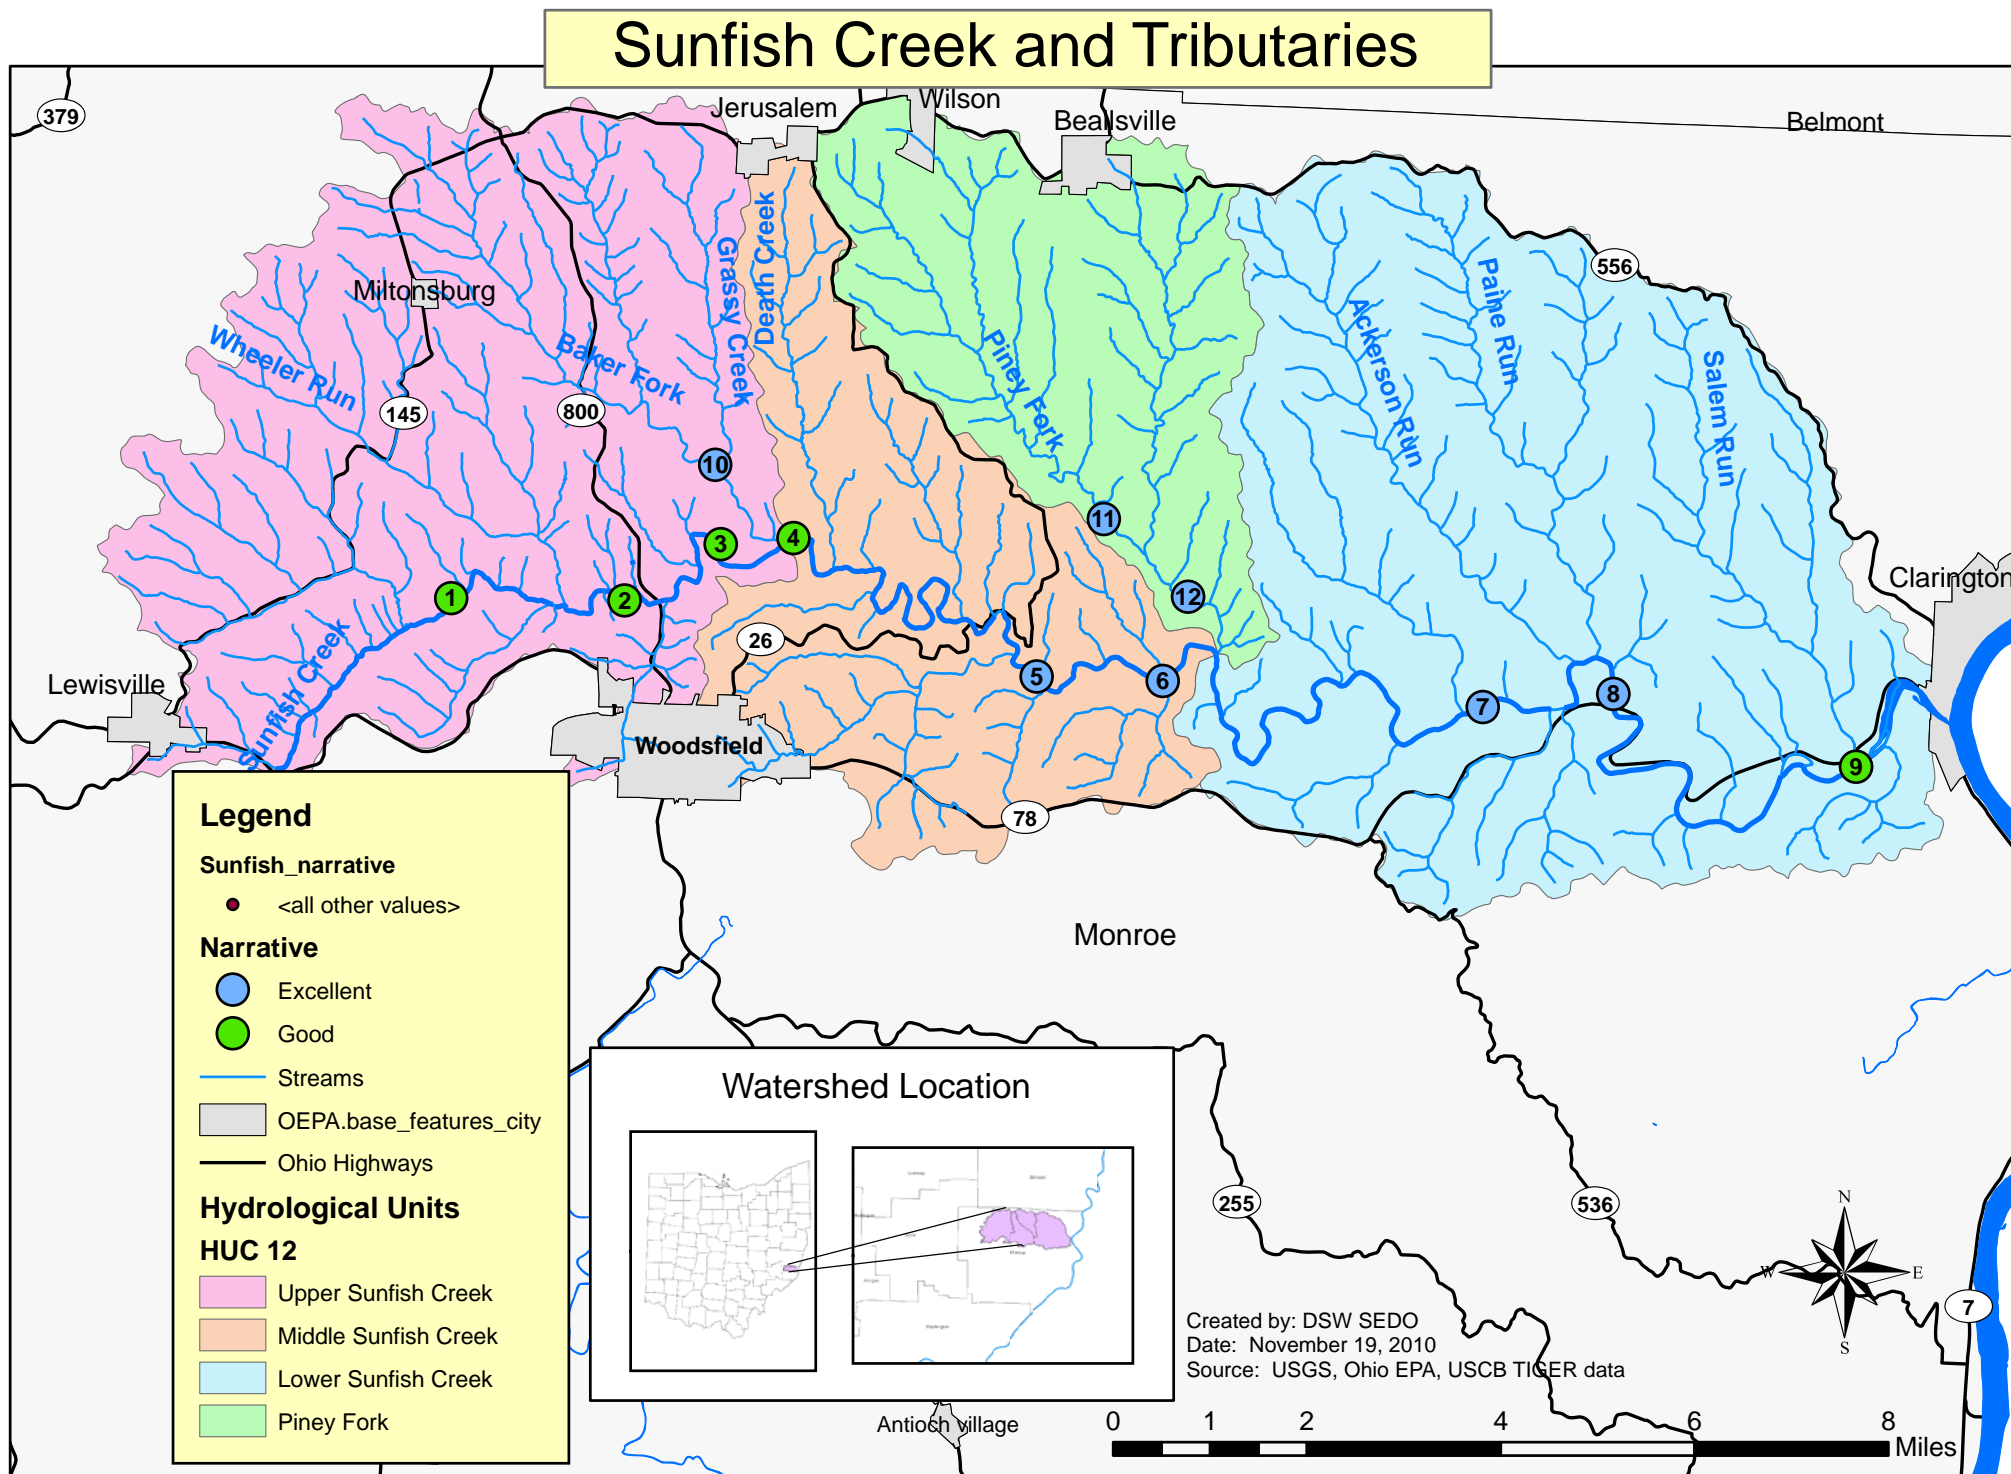 Sunfish Creek and Tributaries
379
Jerusalem
Wilson
Beallsville
Belmont
556
Miltonsburg
Wheeler Run
145
800
Baker Fork
Grassy Creek
Death Creek
Piney Fork
Ackerson Run
Paine Run
Salem Run
10
11
12
1
2
3
4
5
6
7
8
9
26
78
Clarington
Lewisville
Sunfish Creek
Woodsfield
Monroe
Legend
Sunfish_narrative
<all other values>
Narrative
Excellent
Good
Streams
OEPA.base_features_city
Ohio Highways
Hydrological Units
HUC 12
Upper Sunfish Creek
Middle Sunfish Creek
Lower Sunfish Creek
Piney Fork
Watershed Location
255
536
7
N
W
E
S
Created by: DSW SEDO
Date: November 19, 2010
Source: USGS, Ohio EPA, USCB TIGER data
Antioch village
0 1 2 4 6 8
Miles